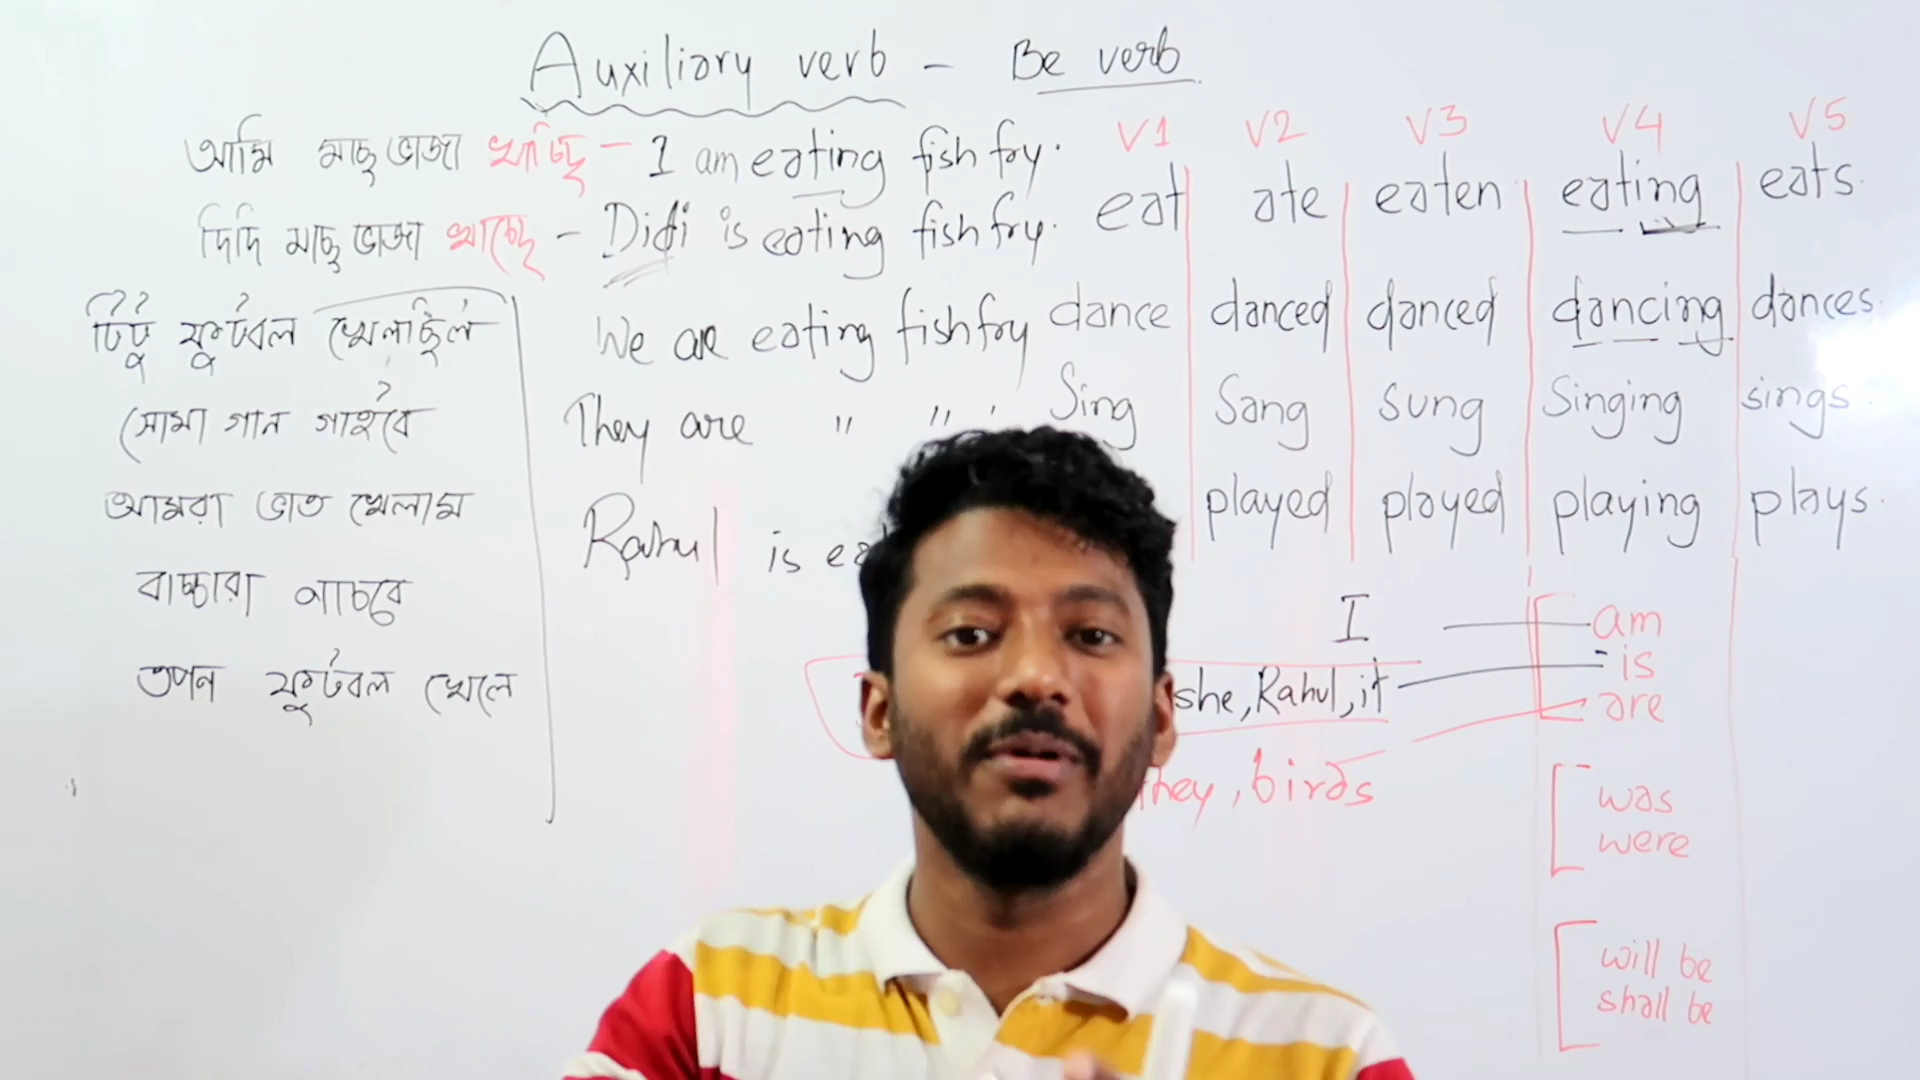 Auxiliary verb - Be verb
আমি মাছ ভাজা খাচ্ছি - I am eating fish fry.
দিদি মাছ ভাজা খাচ্ছে - Didi is eating fish fry.
We are eating fish fry
They are " " "
Rahul is ea
টিটু ফুটবল খেলছিল
সোমা গান গাইবে
আমরা ভাত খেলাম
বাচ্চারা নাচবে
তপন ফুটবল খেলে
V1 V2 V3 V4 V5
eat ate eaten eating eats.
dance danced danced dancing dances.
Sing Sang sung Singing sings.
played played playing plays.
I am
she, Rahul, it is
are
they, birds
was
were
will be
shall be